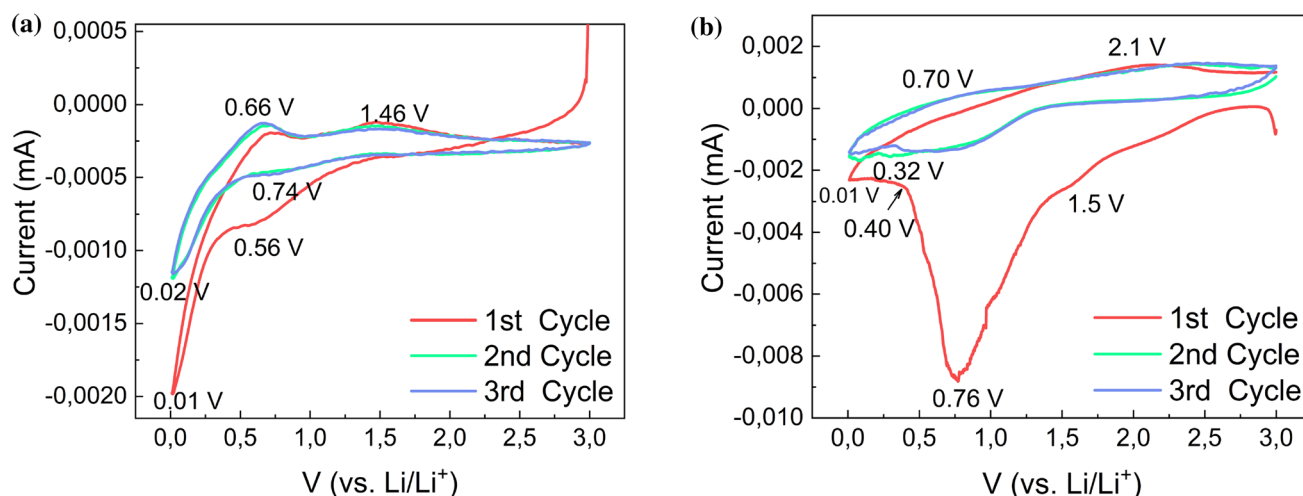 (a)
0,0005
0,0000
-0,0005
-0,0010
-0,0015
-0,0020
Current (mA)
0.66 V
1.46 V
0.74 V
0.56 V
0.02 V
0.01 V
1st Cycle
2nd Cycle
3rd Cycle
0,0 0,5 1,0 1,5 2,0 2,5 3,0
V (vs. Li/Li⁺)
(b)
0,002
0,000
-0,002
-0,004
-0,006
-0,008
-0,010
Current (mA)
2.1 V
0.70 V
0.32 V
0.01 V
0.40 V
1.5 V
0.76 V
1st Cycle
2nd Cycle
3rd Cycle
0,0 0,5 1,0 1,5 2,0 2,5 3,0
V (vs. Li/Li⁺)